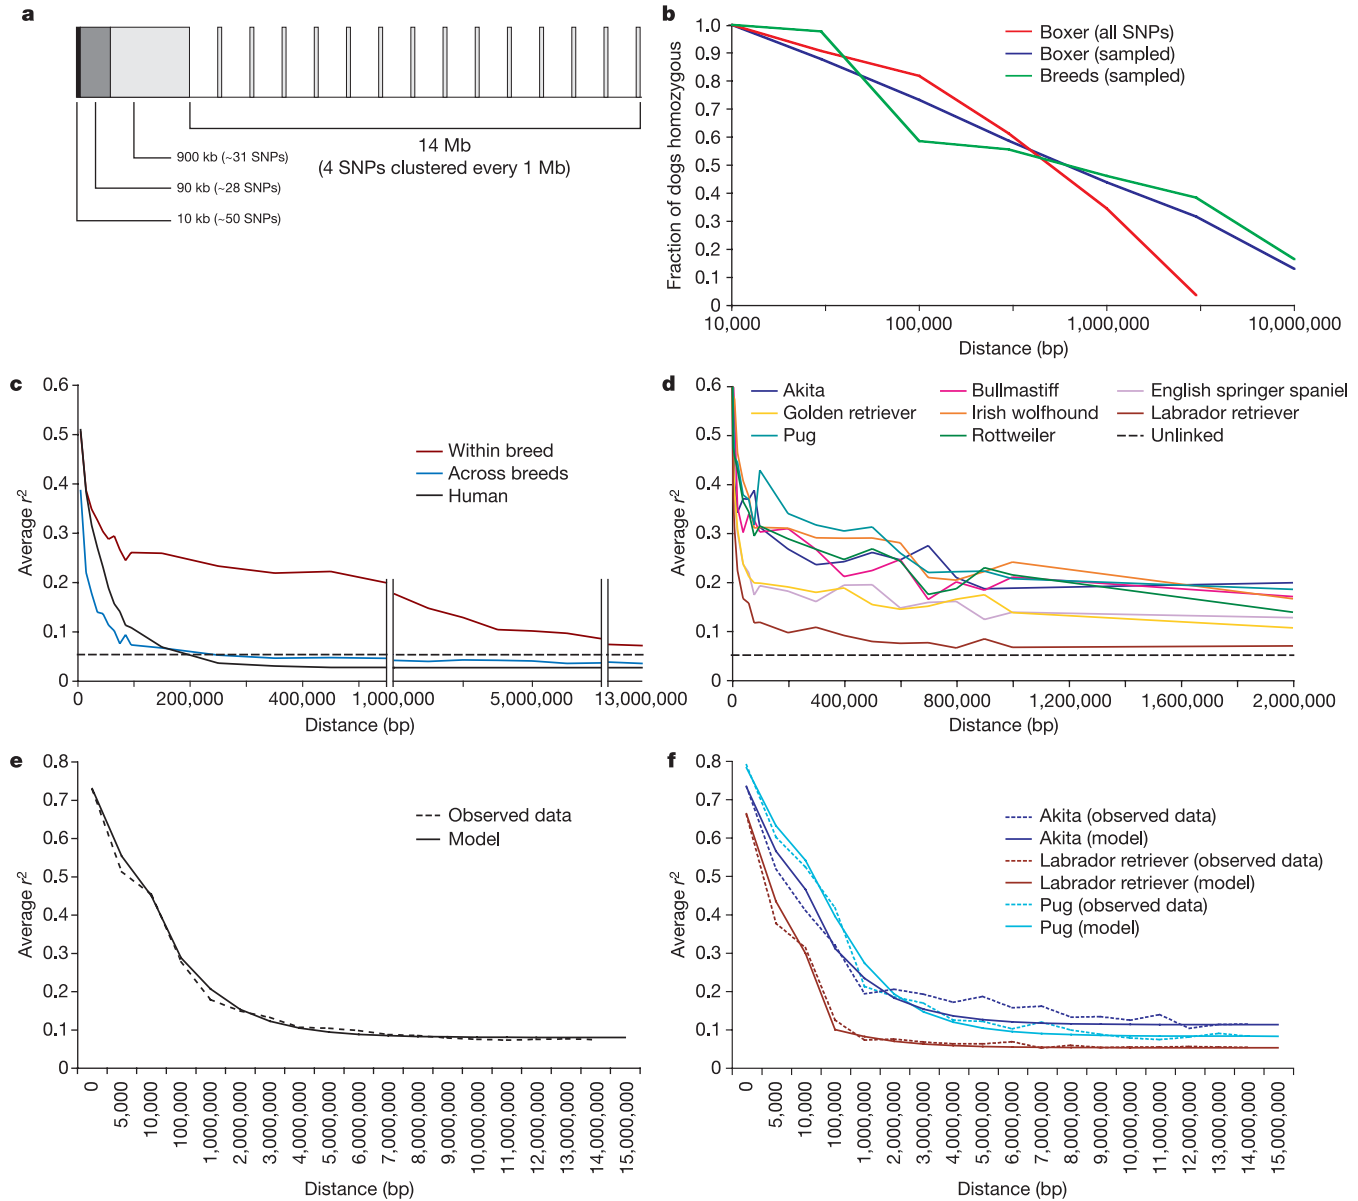 a
900 kb (~31 SNPs)
90 kb (~28 SNPs)
10 kb (~50 SNPs)
14 Mb
(4 SNPs clustered every 1 Mb)
b
Fraction of dogs homozygous
1.0
0.9
0.8
0.7
0.6
0.5
0.4
0.3
0.2
0.1
0
10,000
100,000
1,000,000
10,000,000
Distance (bp)
Boxer (all SNPs)
Boxer (sampled)
Breeds (sampled)
c
Average r²
0.6
0.5
0.4
0.3
0.2
0.1
0
0
200,000
400,000
1,000,000
5,000,000
13,000,000
Distance (bp)
Within breed
Across breeds
Human
d
Average r²
0.6
0.5
0.4
0.3
0.2
0.1
0
0
400,000
800,000
1,200,000
1,600,000
2,000,000
Distance (bp)
Akita
Bullmastiff
English springer spaniel
Golden retriever
Irish wolfhound
Labrador retriever
Pug
Rottweiler
Unlinked
e
Average r²
0.8
0.7
0.6
0.5
0.4
0.3
0.2
0.1
0
Observed data
Model
0
5,000
10,000
100,000
1,000,000
2,000,000
3,000,000
4,000,000
5,000,000
6,000,000
7,000,000
8,000,000
9,000,000
10,000,000
11,000,000
12,000,000
13,000,000
14,000,000
15,000,000
Distance (bp)
f
Average r²
0.8
0.7
0.6
0.5
0.4
0.3
0.2
0.1
0
Akita (observed data)
Akita (model)
Labrador retriever (observed data)
Labrador retriever (model)
Pug (observed data)
Pug (model)
0
5,000
10,000
100,000
1,000,000
2,000,000
3,000,000
4,000,000
5,000,000
6,000,000
7,000,000
8,000,000
9,000,000
10,000,000
11,000,000
12,000,000
13,000,000
14,000,000
15,000,000
Distance (bp)